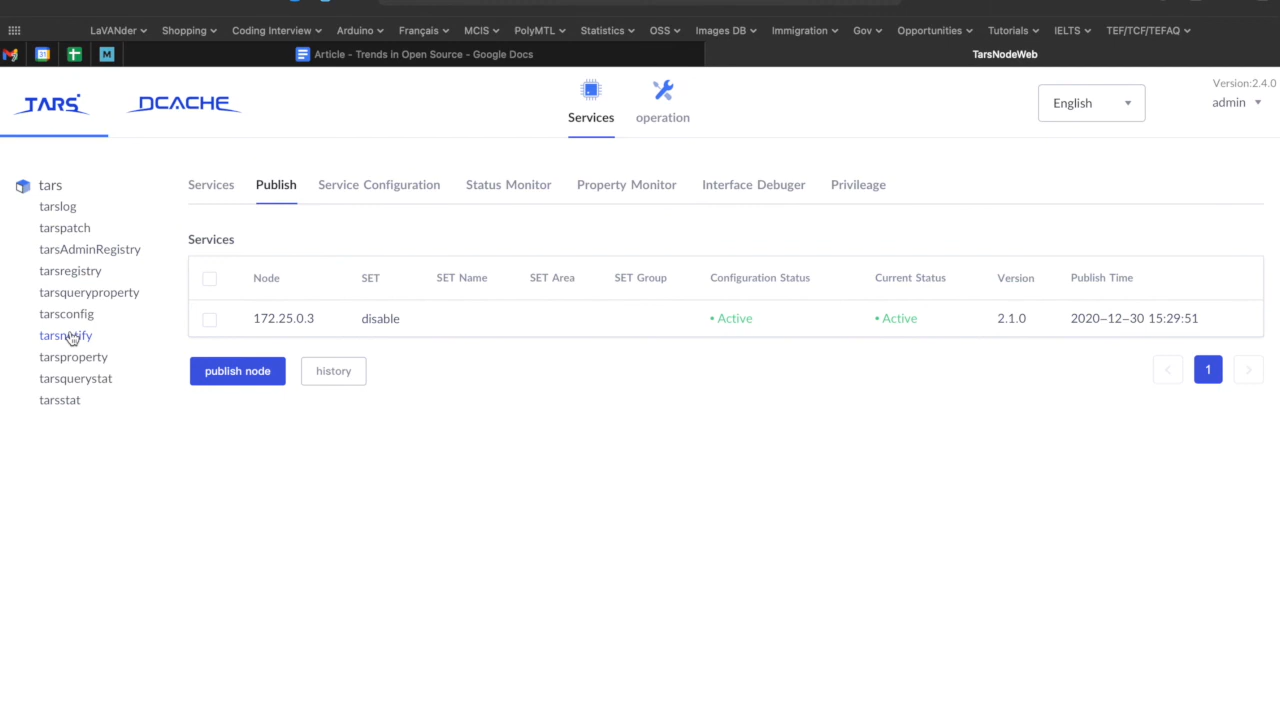 LaVANder Shopping Coding Interview Arduino Français MCIS PolyMTL Statistics OSS Images DB Immigration Gov Opportunities Tutorials IELTS TEF/TCF/TEFAQ
31 M Article - Trends in Open Source - Google Docs TarsNodeWeb
TARS DCACHE
Services operation
English
Version:2.4.0
admin
tars
tarslog
tarspatch
tarsAdminRegistry
tarsregistry
tarsqueryproperty
tarsconfig
tarsnotify
tarsproperty
tarsquerystat
tarsstat
Services Publish Service Configuration Status Monitor Property Monitor Interface Debuger Privileage
Services
Node SET SET Name SET Area SET Group Configuration Status Current Status Version Publish Time
172.25.0.3 disable • Active • Active 2.1.0 2020–12–30 15:29:51
publish node history
< 1 >